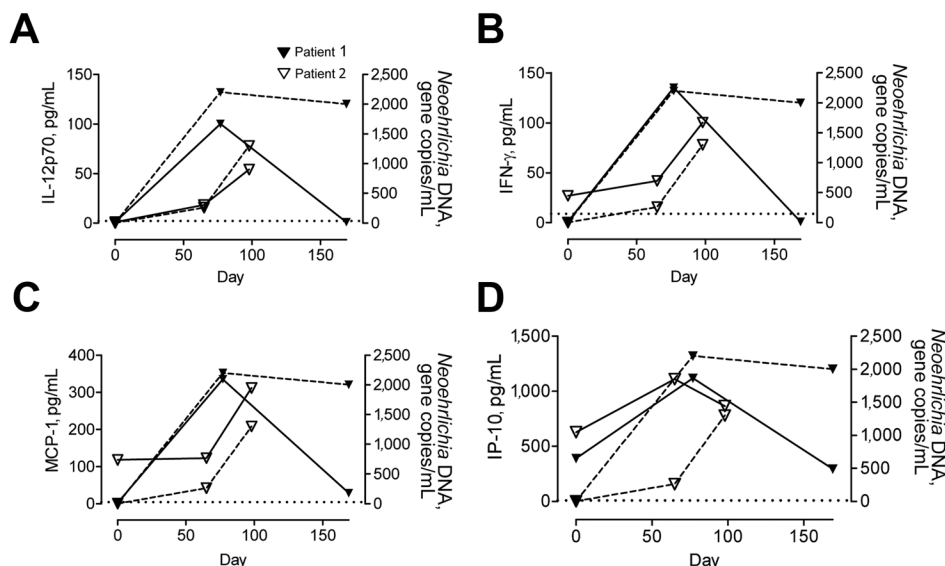 A
Patient 1
Patient 2
IL-12p70, pg/mL
150
100
50
0
2,500
2,000
1,500
1,000
500
0
Neoehrlichia DNA,
gene copies/mL
0
50
100
150
Day
B
IFN-γ, pg/mL
150
100
50
0
2,500
2,000
1,500
1,000
500
0
Neoehrlichia DNA,
gene copies/mL
0
50
100
150
Day
C
MCP-1, pg/mL
400
300
200
100
0
2,500
2,000
1,500
1,000
500
0
Neoehrlichia DNA,
gene copies/mL
0
50
100
150
Day
D
IP-10, pg/mL
1,500
1000
500
0
2,500
2,000
1,500
1,000
500
0
Neoehrlichia DNA,
gene copies/mL
0
50
100
150
Day